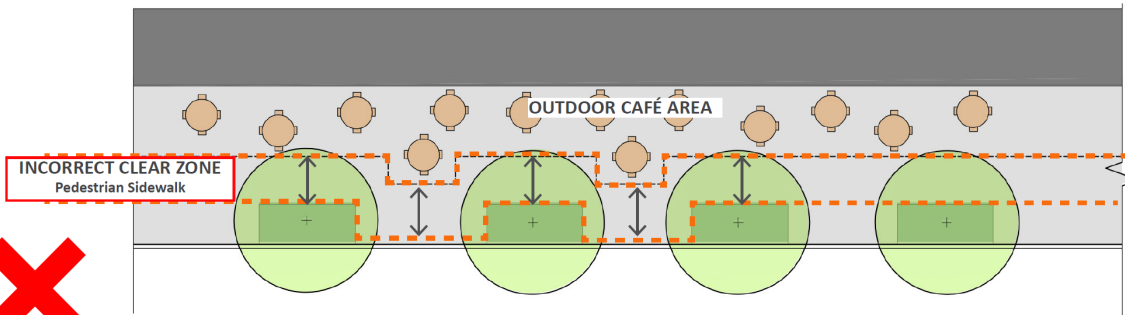 OUTDOOR CAFÉ AREA
INCORRECT CLEAR ZONE
Pedestrian Sidewalk